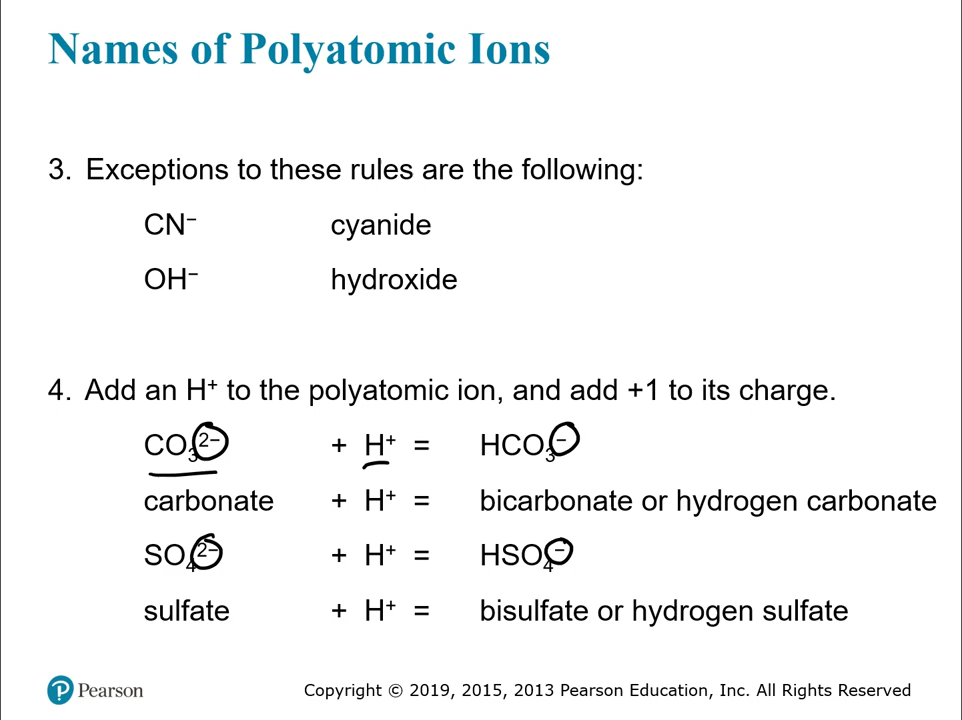 Names of Polyatomic Ions
3. Exceptions to these rules are the following:
CN⁻ cyanide
OH⁻ hydroxide
4. Add an H⁺ to the polyatomic ion, and add +1 to its charge.
CO₃²⁻ + H⁺ = HCO₃⁻
carbonate + H⁺ = bicarbonate or hydrogen carbonate
SO₄²⁻ + H⁺ = HSO₄⁻
sulfate + H⁺ = bisulfate or hydrogen sulfate
Pearson Copyright © 2019, 2015, 2013 Pearson Education, Inc. All Rights Reserved